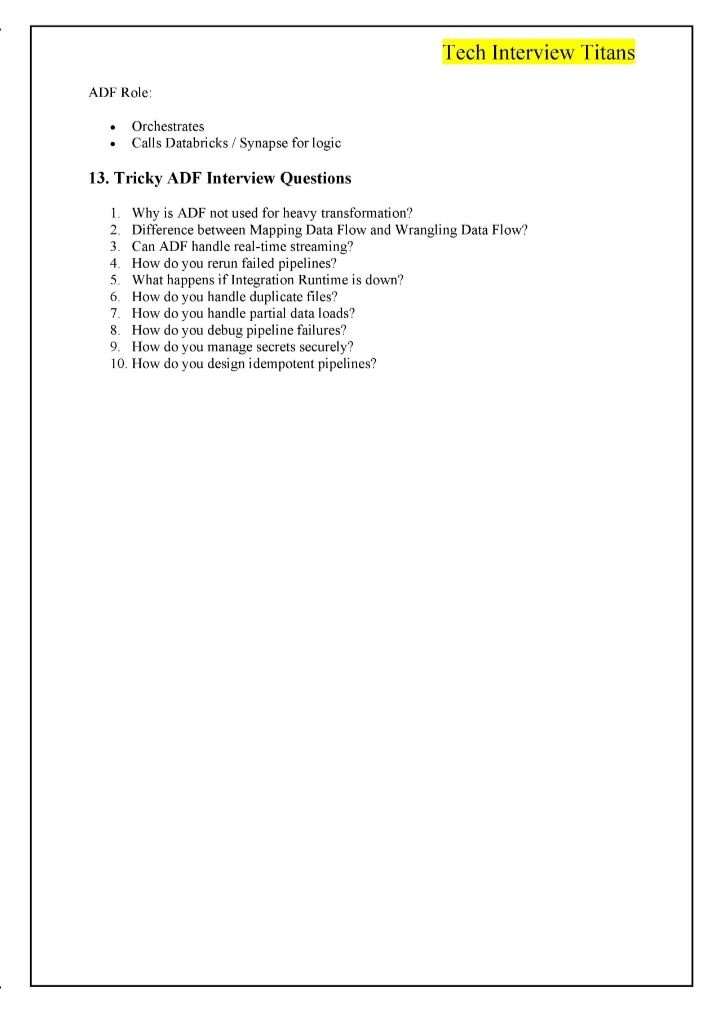 Tech Interview Titans
ADF Role:
• Orchestrates
• Calls Databricks / Synapse for logic
13. Tricky ADF Interview Questions
1. Why is ADF not used for heavy transformation?
2. Difference between Mapping Data Flow and Wrangling Data Flow?
3. Can ADF handle real-time streaming?
4. How do you rerun failed pipelines?
5. What happens if Integration Runtime is down?
6. How do you handle duplicate files?
7. How do you handle partial data loads?
8. How do you debug pipeline failures?
9. How do you manage secrets securely?
10. How do you design idempotent pipelines?